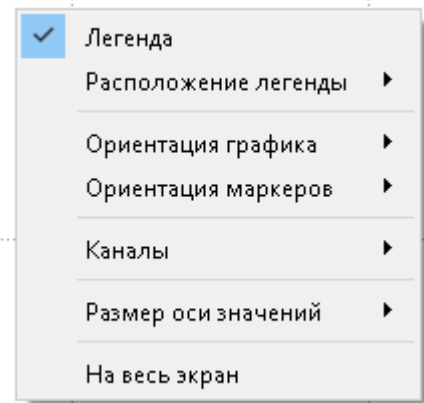 Легенда
Расположение легенды
Ориентация графика
Ориентация маркеров
Каналы
Размер оси значений
На весь экран